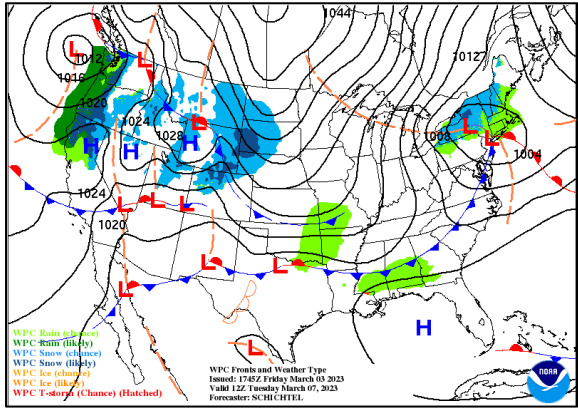 1044
1012
L
1012
L
1016
1020
1024
1028
L
H
H
H
L
L
1008
1004
1024
1020
L
L
L
L
L
L
H
L
WPC Rain (chance)
WPC Rain (likely)
WPC Snow (chance)
WPC Snow (likely)
WPC Ice (chance)
WPC Ice (likely)
WPC T-storm (Chance) (Hatched)
WPC Fronts and Weather Type
Issued: 1745Z Friday March 03 2023
Valid 12Z Tuesday March 07, 2023
Forecaster: SCHICHTEL
NOAA